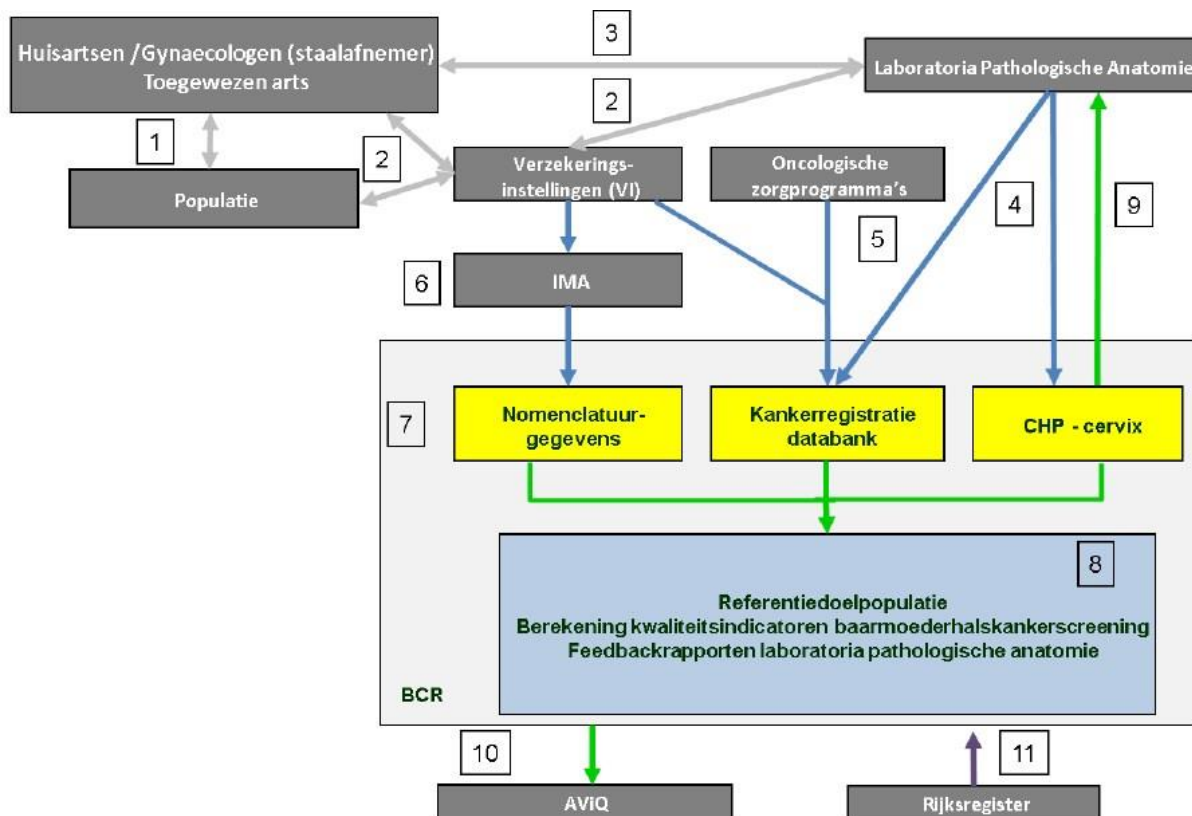 3
Huisartsen /Gynaecologen (staalafnemer)
Toegewezen arts
Laboratoria Pathologische Anatomie
2
1
2
Verzekerings-
instellingen (VI)
Oncologische
zorgprogramma's
Populatie
4
9
5
6
IMA
7
Nomenclatuur-
gegevens
Kankerregistratie
databank
CHP - cervix
8
Referentiedoelpopulatie
Berekening kwaliteitsindicatoren baarmoederhalskankerscreening
Feedbackrapporten laboratoria pathologische anatomie
BCR
10
11
AViQ
Rijksregister